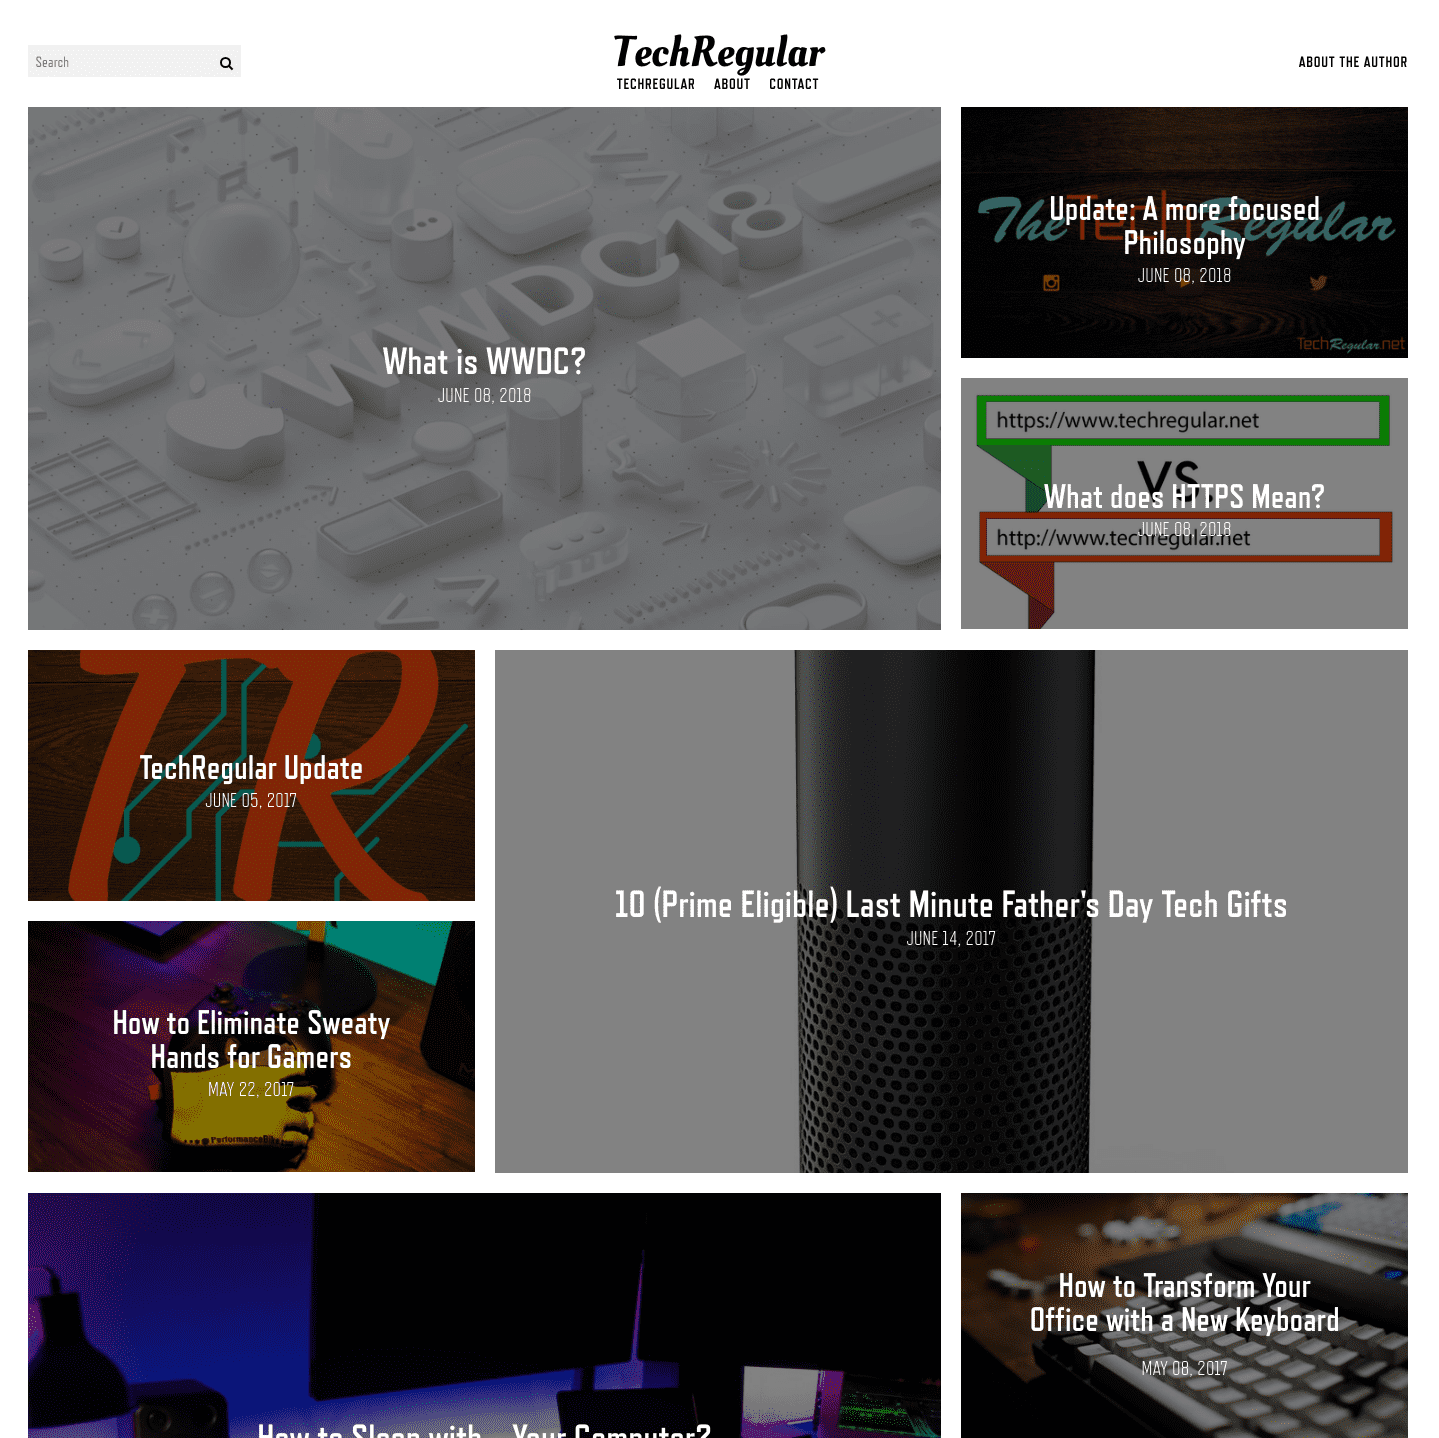 Search
TechRegular
TECHREGULAR ABOUT CONTACT
ABOUT THE AUTHOR
WWDC18
What is WWDC?
JUNE 08, 2018
TheTechRegular
Update: A more focused
Philosophy
JUNE 08, 2018
TechRegular.net
https://www.techregular.net
VS.
What does HTTPS Mean?
JUNE 08, 2018
http://www.techregular.net
TR
TechRegular Update
JUNE 05, 2017
10 (Prime Eligible) Last Minute Father's Day Tech Gifts
JUNE 14, 2017
How to Eliminate Sweaty
Hands for Gamers
MAY 22, 2017
How to Transform Your
Office with a New Keyboard
MAY 08, 2017
How to Sleep with... Your Computer?